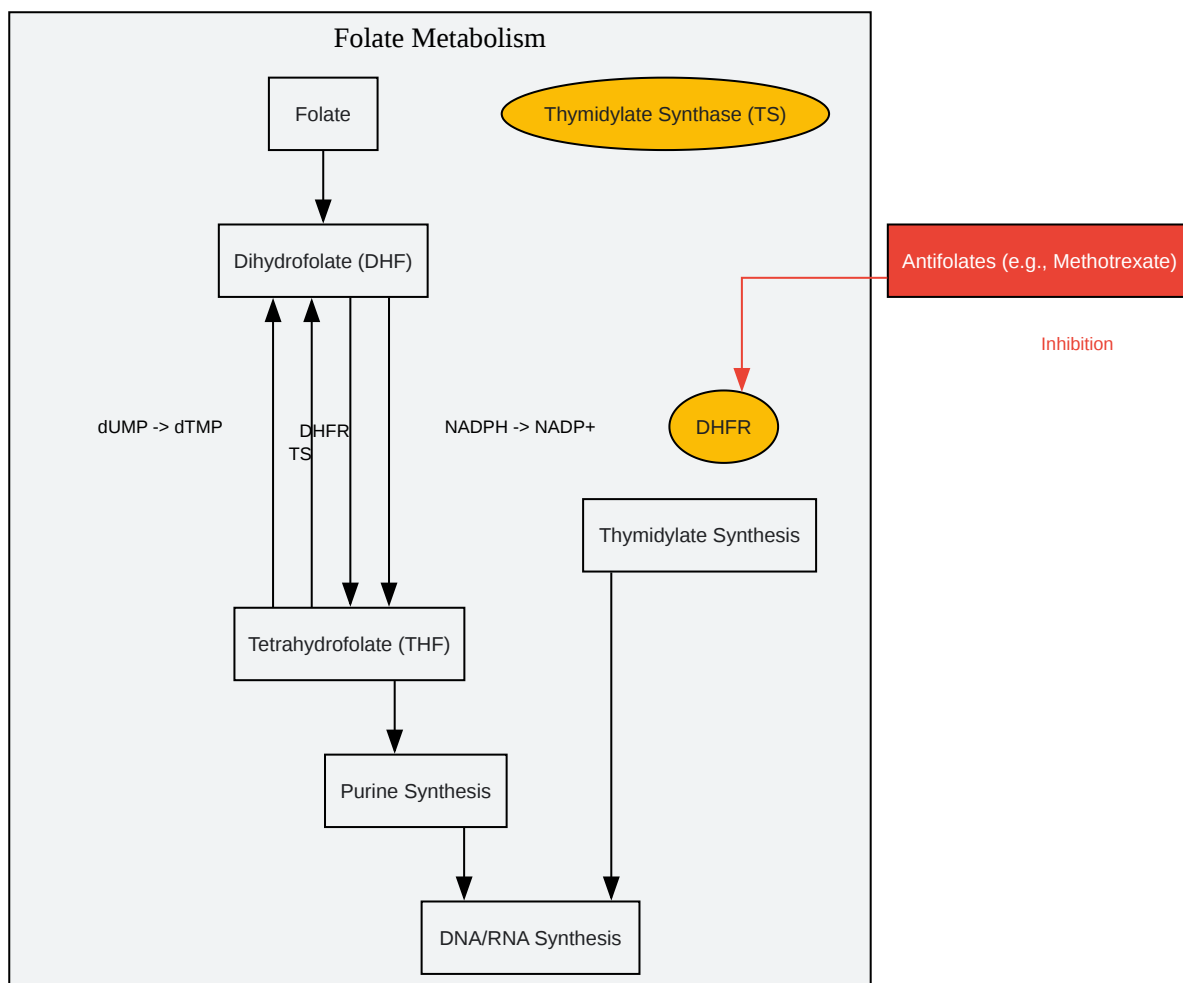 Folate Metabolism
Folate
Thymidylate Synthase (TS)
Dihydrofolate (DHF)
Antifolates (e.g., Methotrexate)
Inhibition
dUMP -> dTMP
DHFR
TS
NADPH -> NADP+
DHFR
Thymidylate Synthesis
Tetrahydrofolate (THF)
Purine Synthesis
DNA/RNA Synthesis